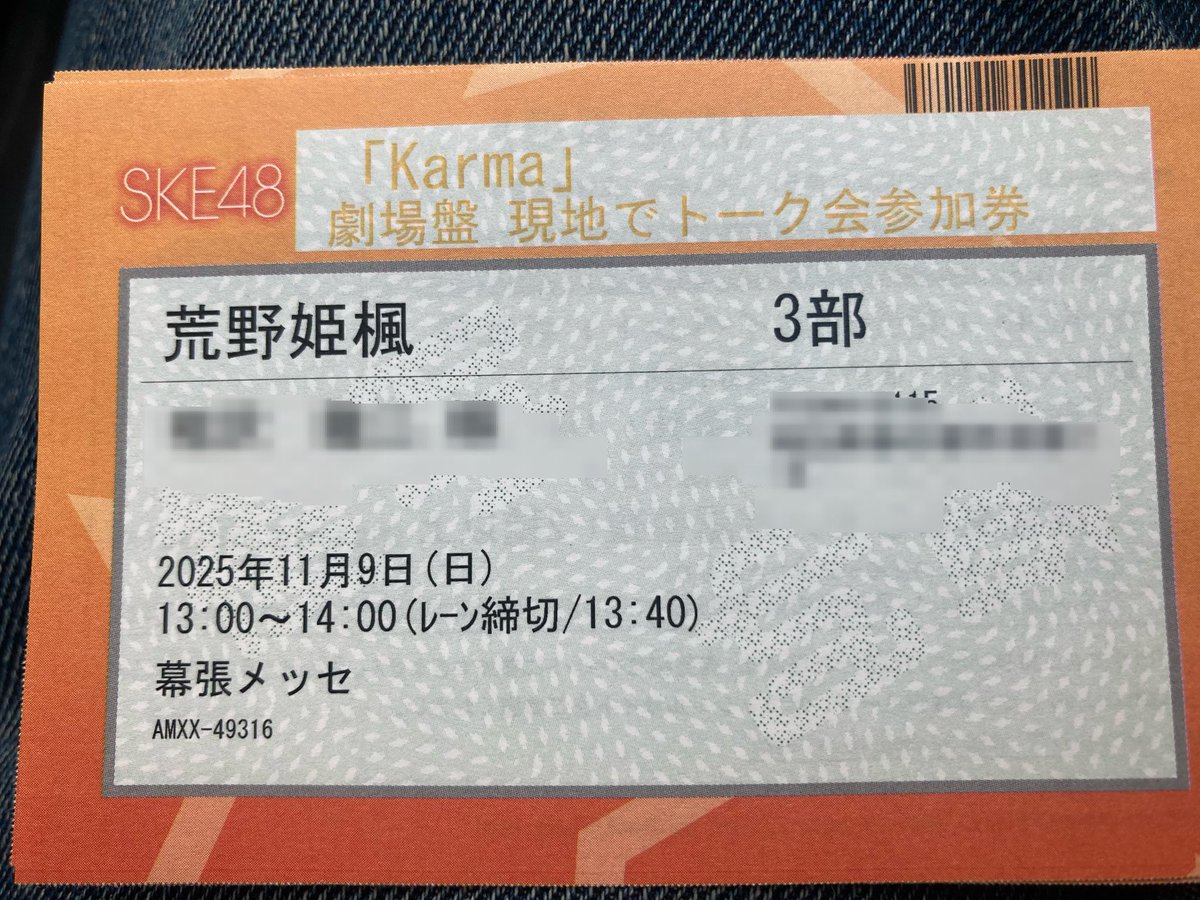 SKE48
「Karma」
劇場盤 現地でトーク会参加券
荒野姫楓 3部
2025年11月9日(日)
13:00～14:00(ﾚｰﾝ締切/13:40)
幕張メッセ
AMXX-49316